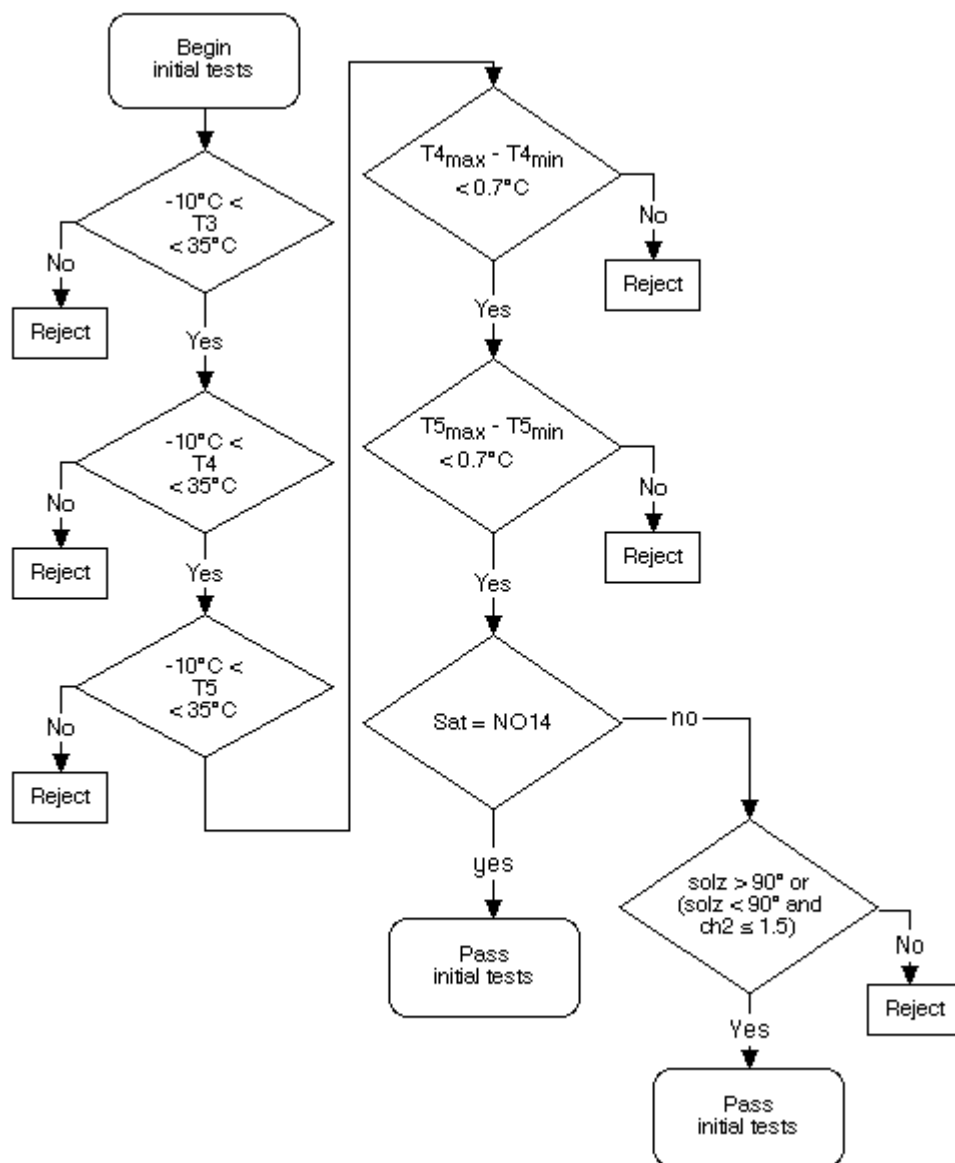 Begin
initial tests
-10°C <
T3
< 35°C
No
Reject
Yes
-10°C <
T4
< 35°C
No
Reject
Yes
-10°C <
T5
< 35°C
No
Reject
T4max - T4min
< 0.7°C
No
Reject
Yes
T5max - T5min
< 0.7°C
No
Reject
Yes
Sat = NO14
no
yes
Pass
initial tests
solz > 90° or
(solz < 90° and
ch2 ≤ 1.5)
No
Reject
Yes
Pass
initial tests